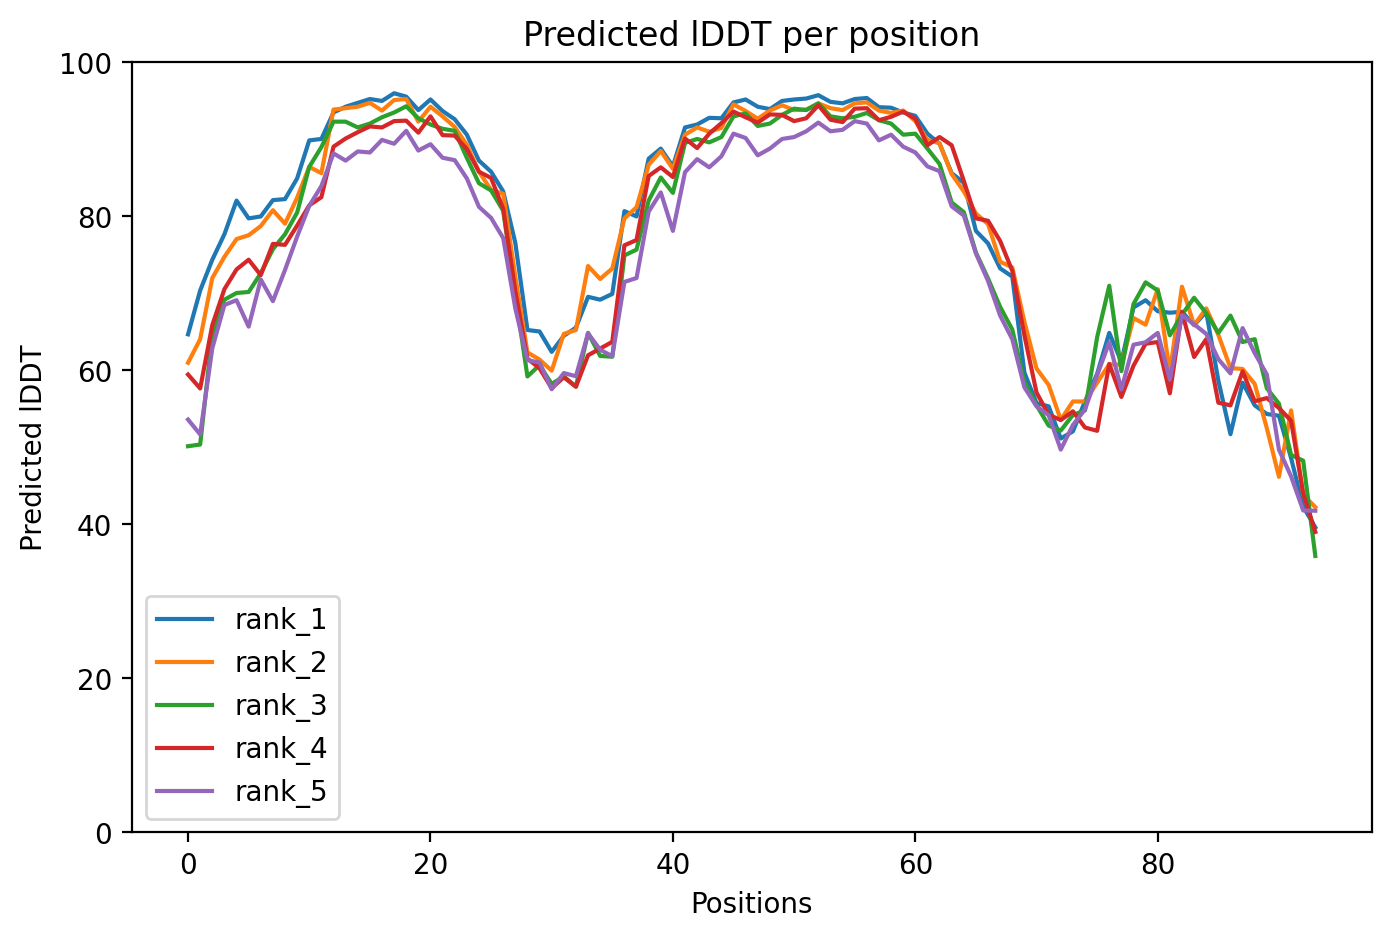 Predicted lDDT per position
100
80
60
40
20
0
Predicted lDDT
rank_1
rank_2
rank_3
rank_4
rank_5
0 20 40 60 80
Positions